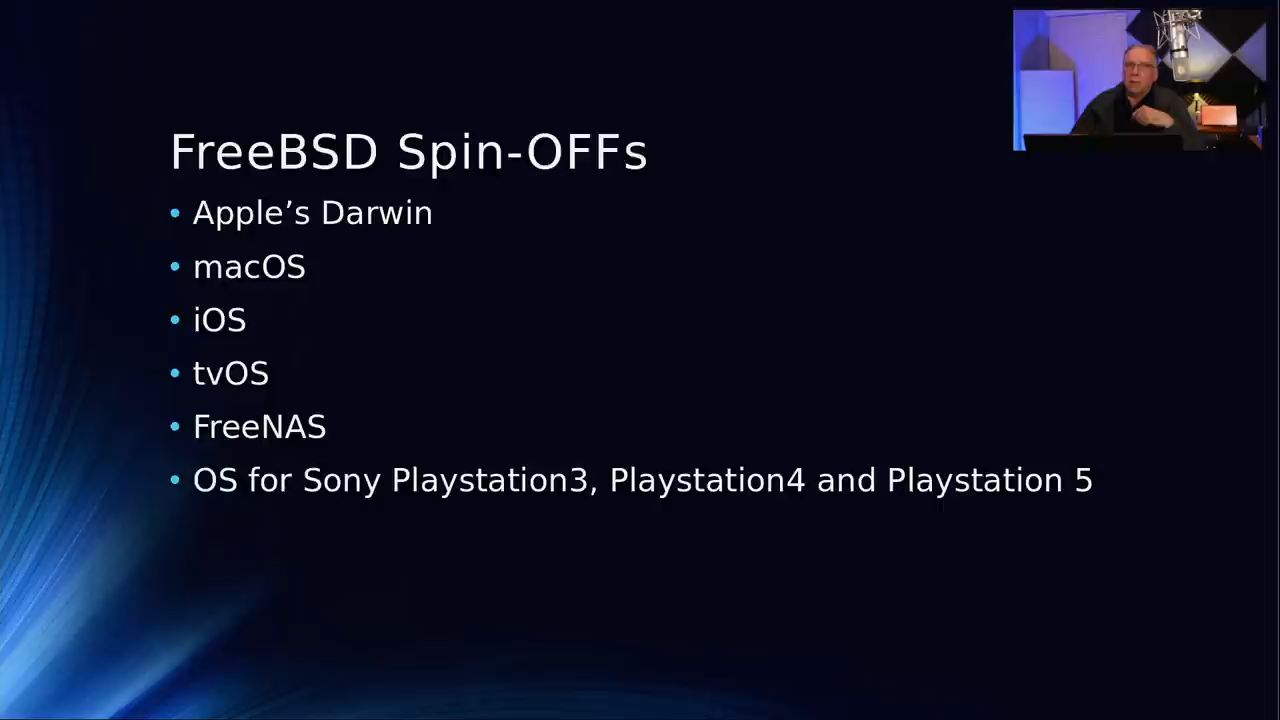 FreeBSD Spin-OFFs
• Apple’s Darwin
• macOS
• iOS
• tvOS
• FreeNAS
• OS for Sony Playstation3, Playstation4 and Playstation 5